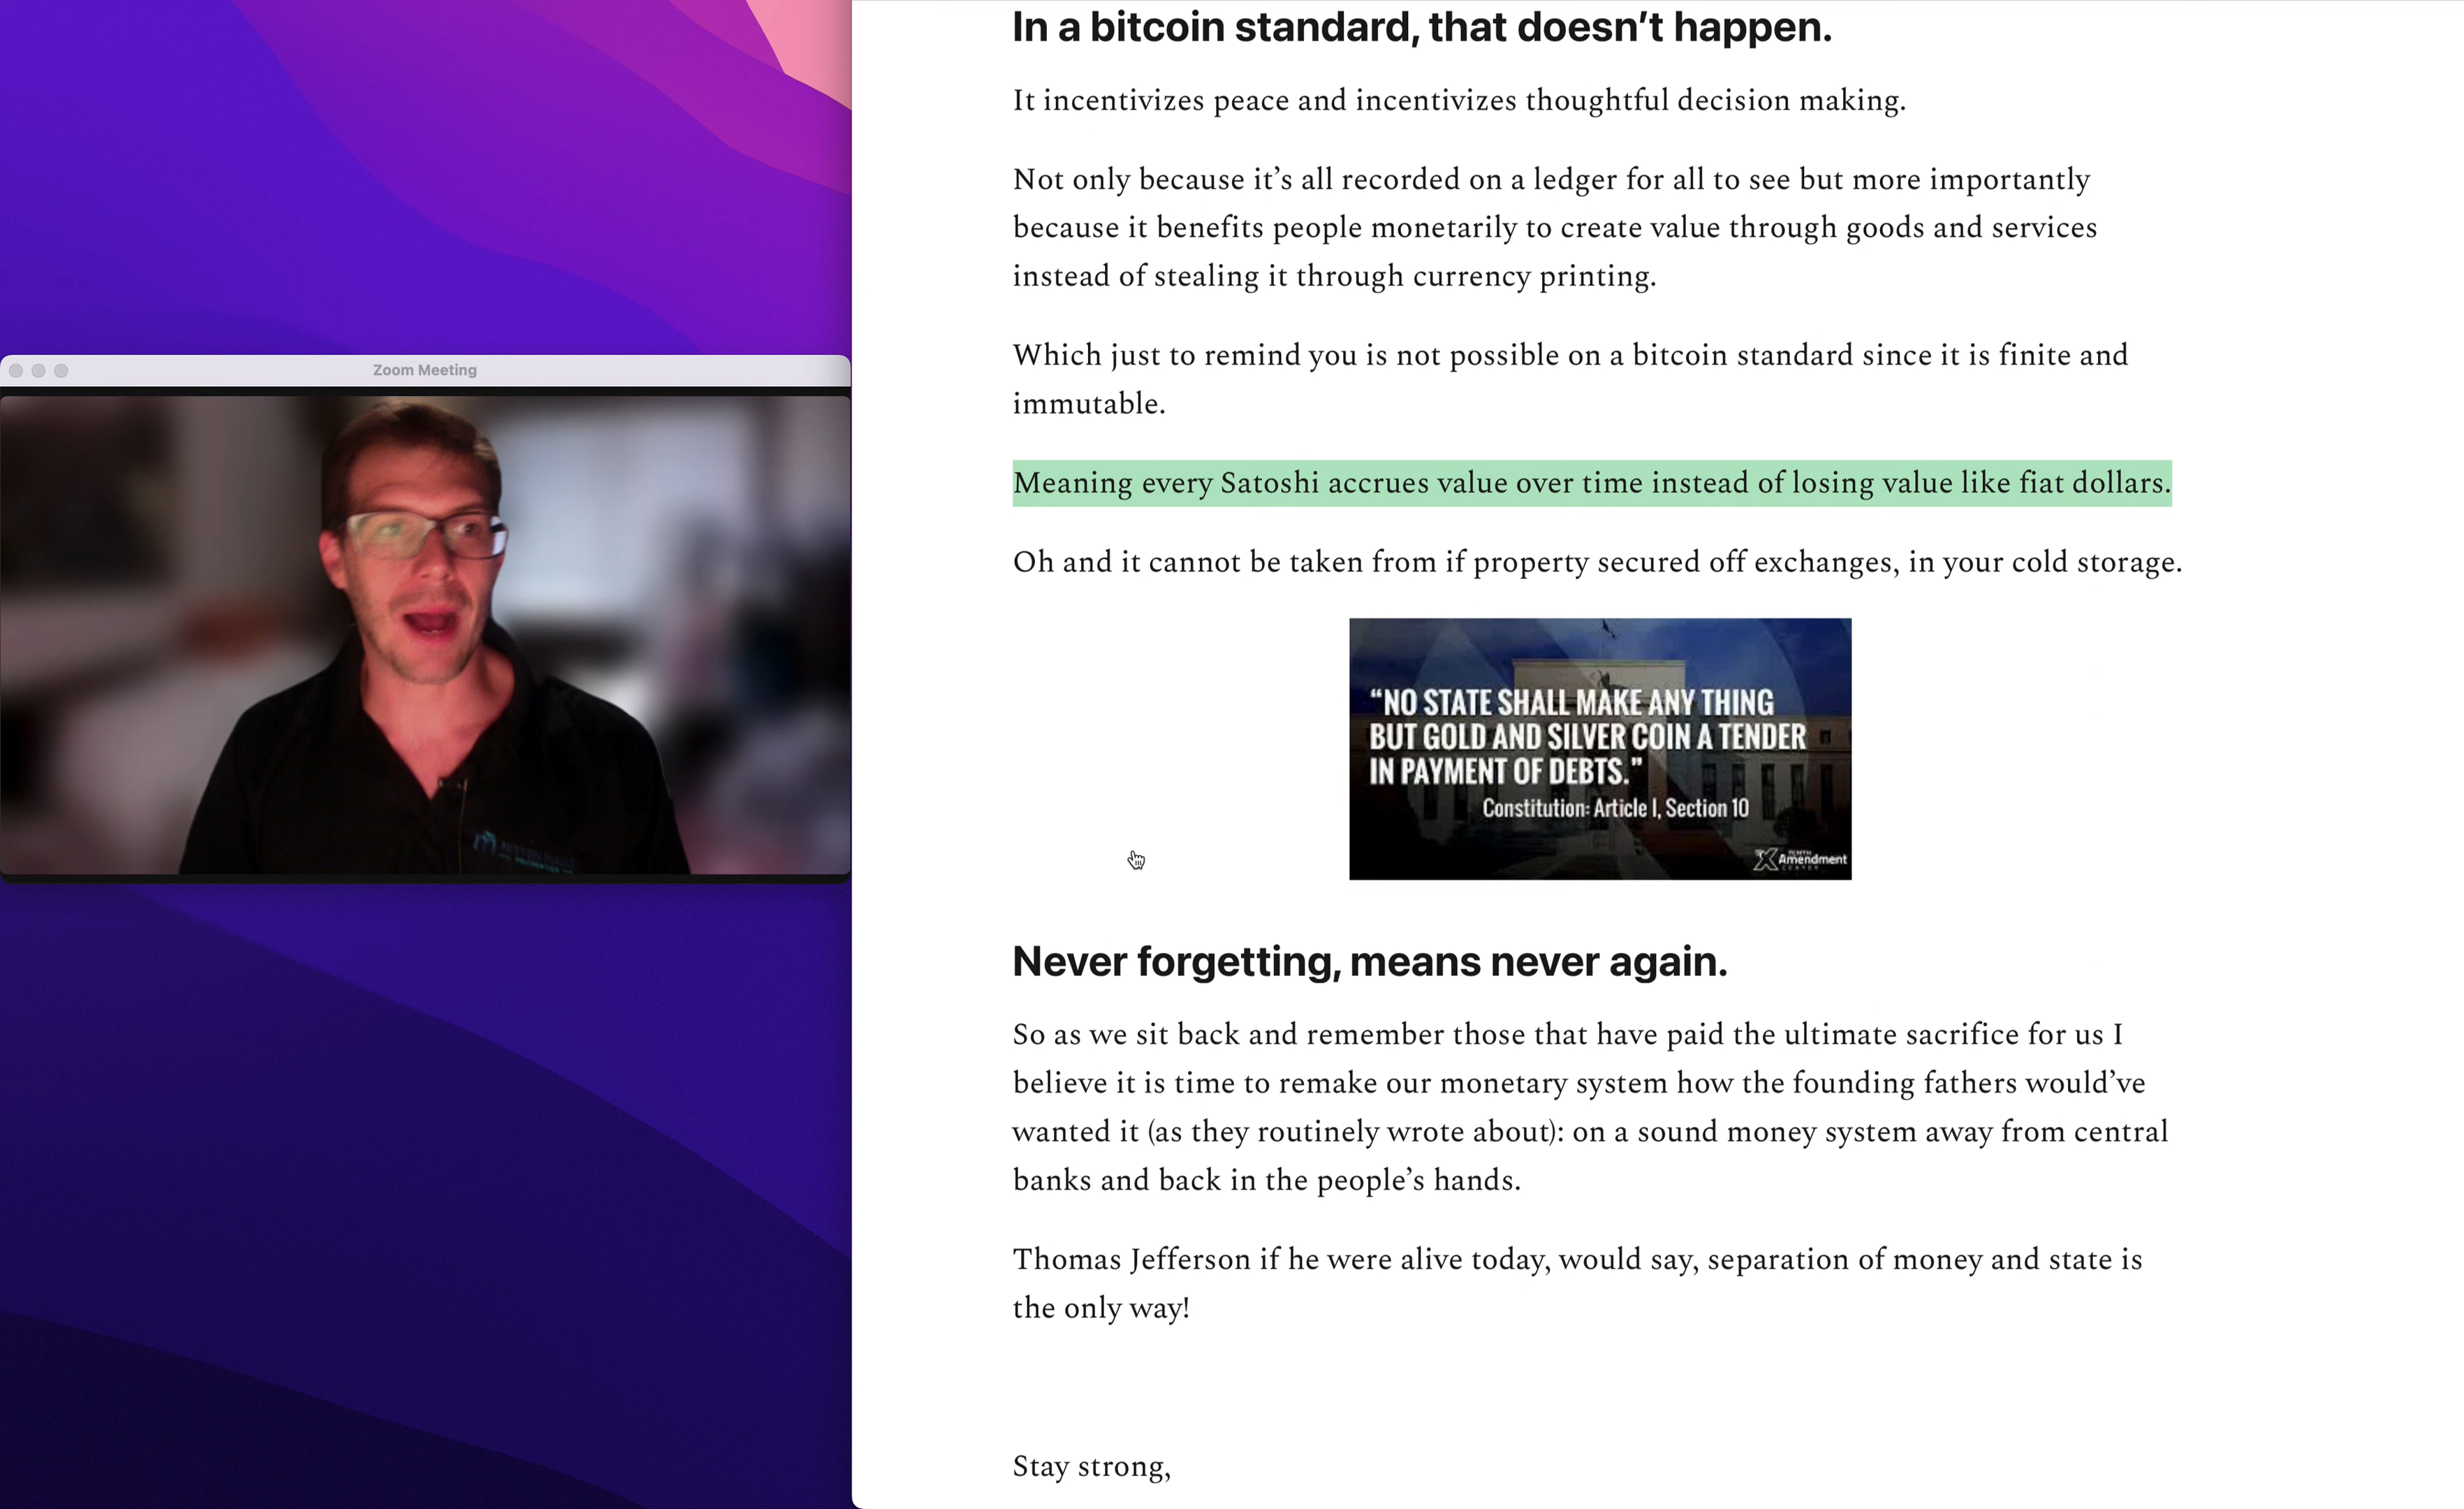 Zoom Meeting
In a bitcoin standard, that doesn’t happen.
It incentivizes peace and incentivizes thoughtful decision making.
Not only because it’s all recorded on a ledger for all to see but more importantly
because it benefits people monetarily to create value through goods and services
instead of stealing it through currency printing.
Which just to remind you is not possible on a bitcoin standard since it is finite and
immutable.
Meaning every Satoshi accrues value over time instead of losing value like fiat dollars.
Oh and it cannot be taken from if property secured off exchanges, in your cold storage.
“NO STATE SHALL MAKE ANY THING
BUT GOLD AND SILVER COIN A TENDER
IN PAYMENT OF DEBTS.”
Constitution: Article I, Section 10
TENTH
Amendment
CENTER
Never forgetting, means never again.
So as we sit back and remember those that have paid the ultimate sacrifice for us I
believe it is time to remake our monetary system how the founding fathers would’ve
wanted it (as they routinely wrote about): on a sound money system away from central
banks and back in the people’s hands.
Thomas Jefferson if he were alive today, would say, separation of money and state is
the only way!
Stay strong,